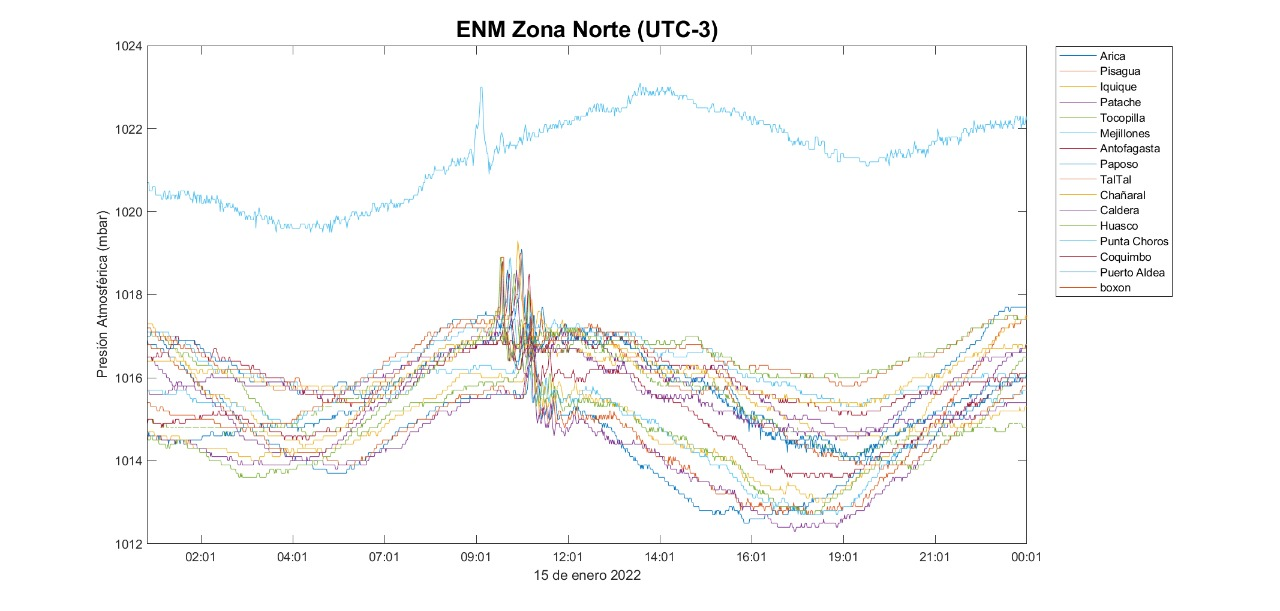 ENM Zona Norte (UTC-3)
1024
1022
1020
1018
1016
1014
1012
Presión Atmosférica (mbar)
02:01 04:01 07:01 09:01 12:01 14:01 16:01 19:01 21:01 00:01
15 de enero 2022
Arica
Pisagua
Iquique
Patache
Tocopilla
Mejillones
Antofagasta
Paposo
TalTal
Chañaral
Caldera
Huasco
Punta Choros
Coquimbo
Puerto Aldea
boxon